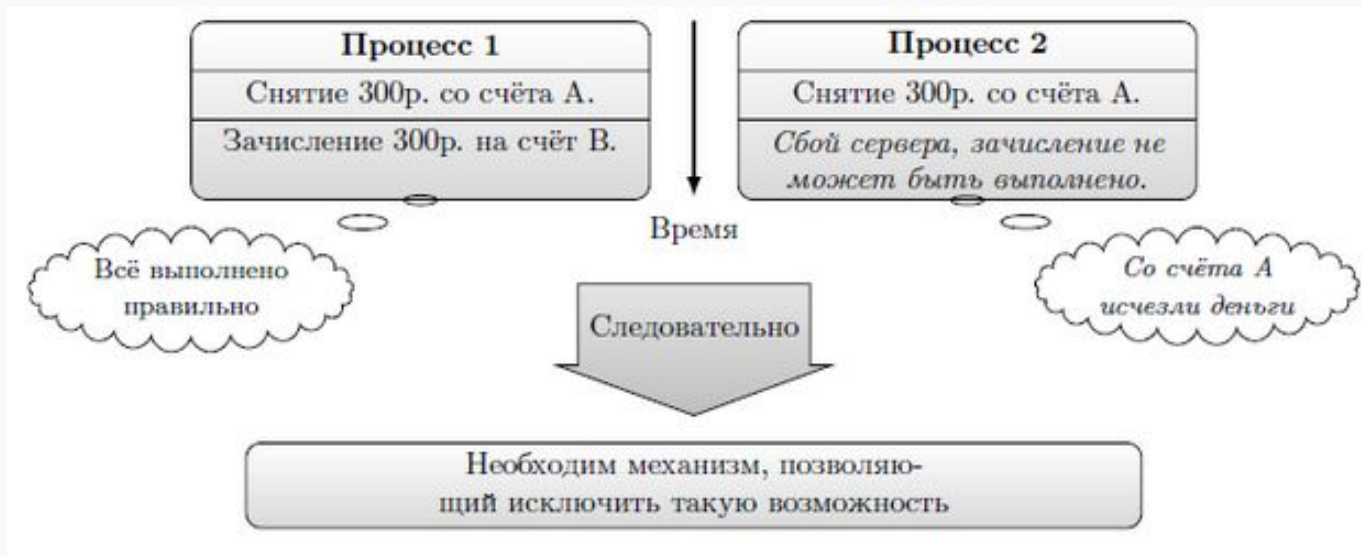 Процесс 1
Снятие 300р. со счёта А.
Зачисление 300р. на счёт В.
Всё выполнено
правильно
Время
Процесс 2
Снятие 300р. со счёта А.
Сбой сервера, зачисление не
может быть выполнено.
Со счёта А
исчезли деньги
Следовательно
Необходим механизм, позволяю-
щий исключить такую возможность